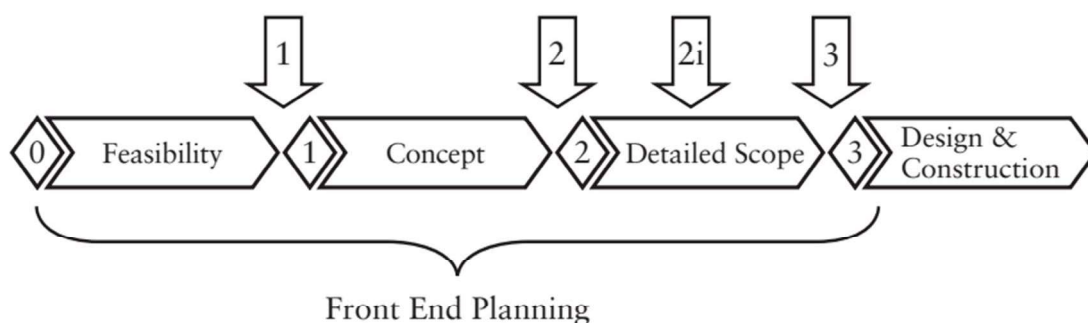 1 2 2i 3
0 Feasibility 1 Concept 2 Detailed Scope 3 Design &
Construction
Front End Planning